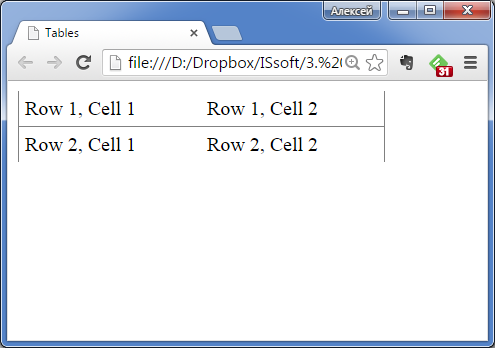 Алексей
Tables
file:///D:/Dropbox/ISsoft/3.%20
31
Row 1, Cell 1 Row 1, Cell 2
Row 2, Cell 1 Row 2, Cell 2